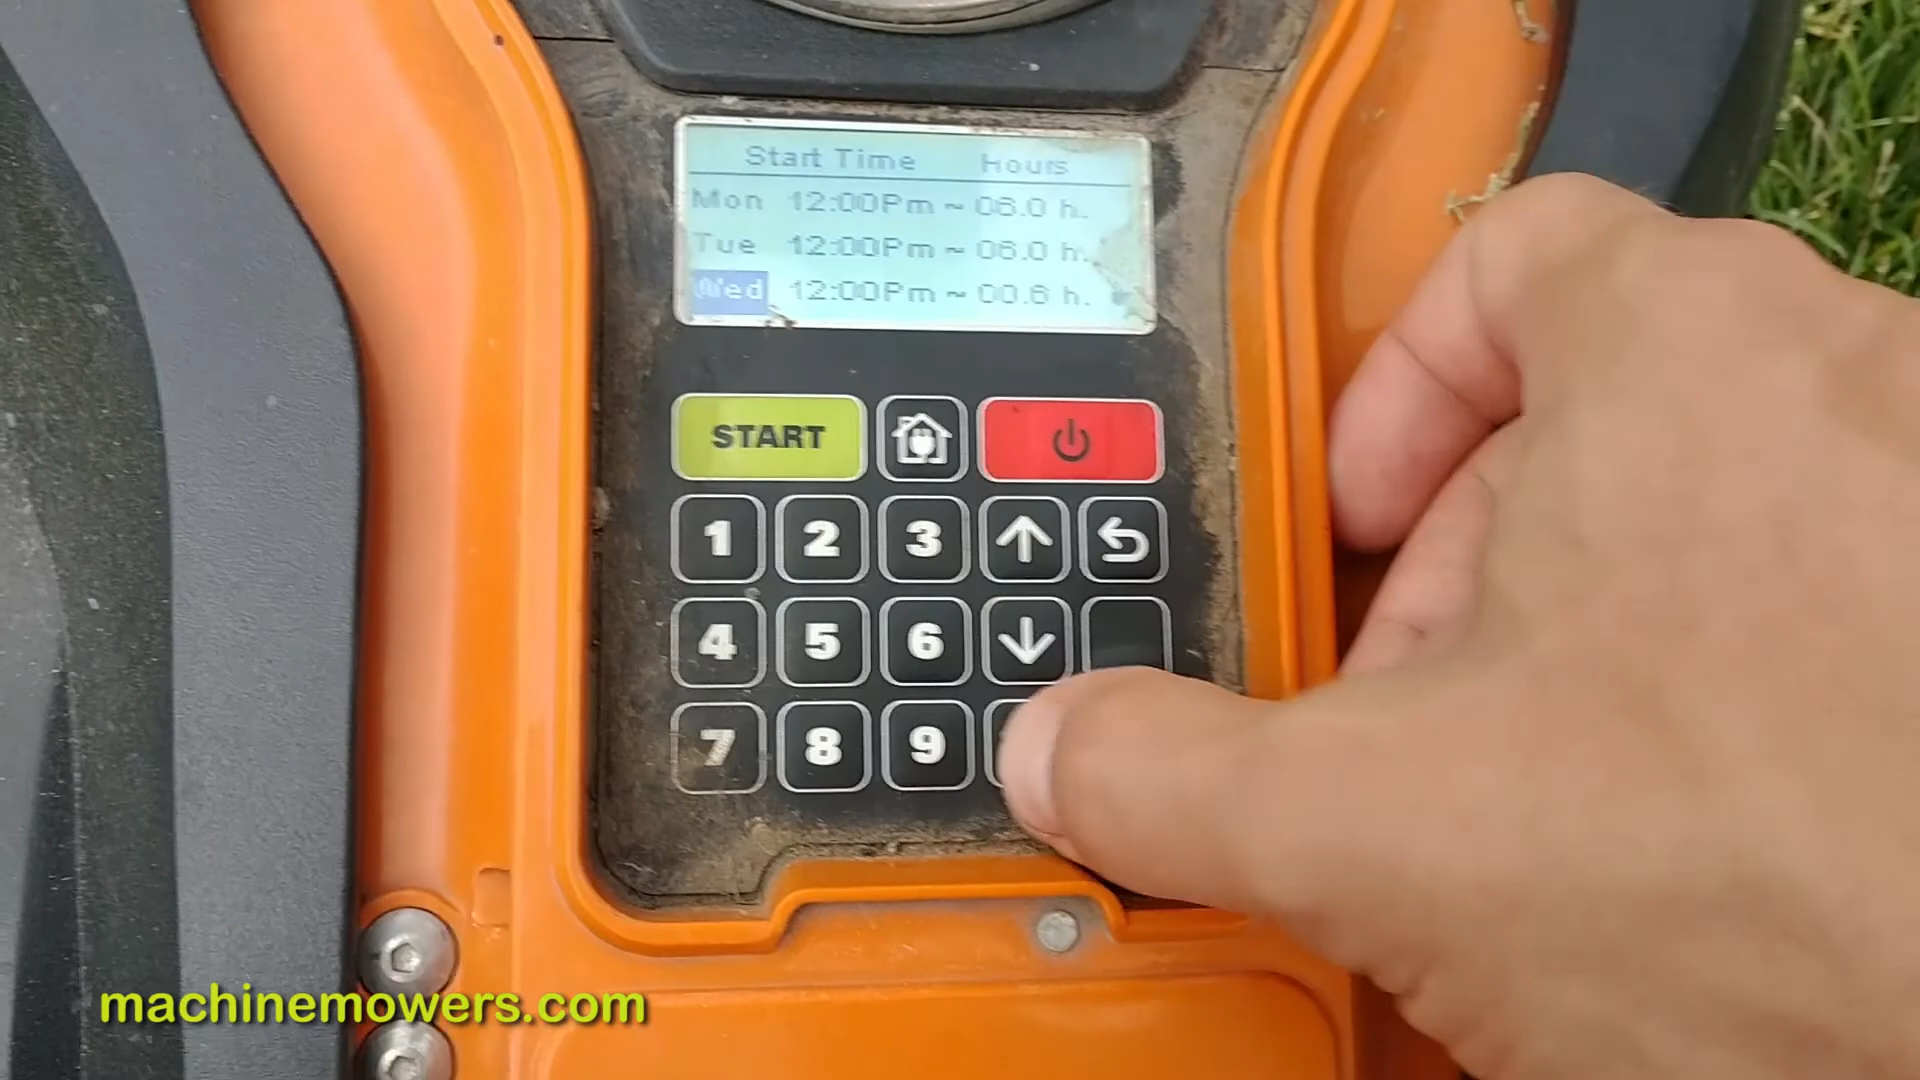 Start Time Hours
Mon 12:00Pm ~ 06.0 h.
Tue 12:00Pm ~ 06.0 h.
Wed 12:00Pm ~ 00.6 h.
START
1 2 3
4 5 6
7 8 9
machinemowers.com